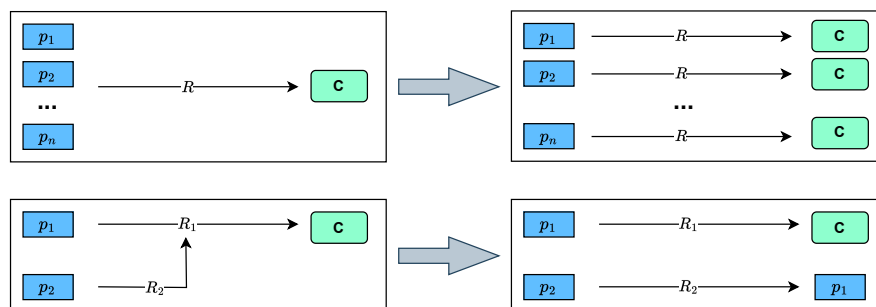 p₁
p₂
...
pₙ
R
C
p₁ R C
p₂ R C
...
pₙ R C
p₁ R₁ C
p₂ R₂
p₁ R₁ C
p₂ R₂ p₁